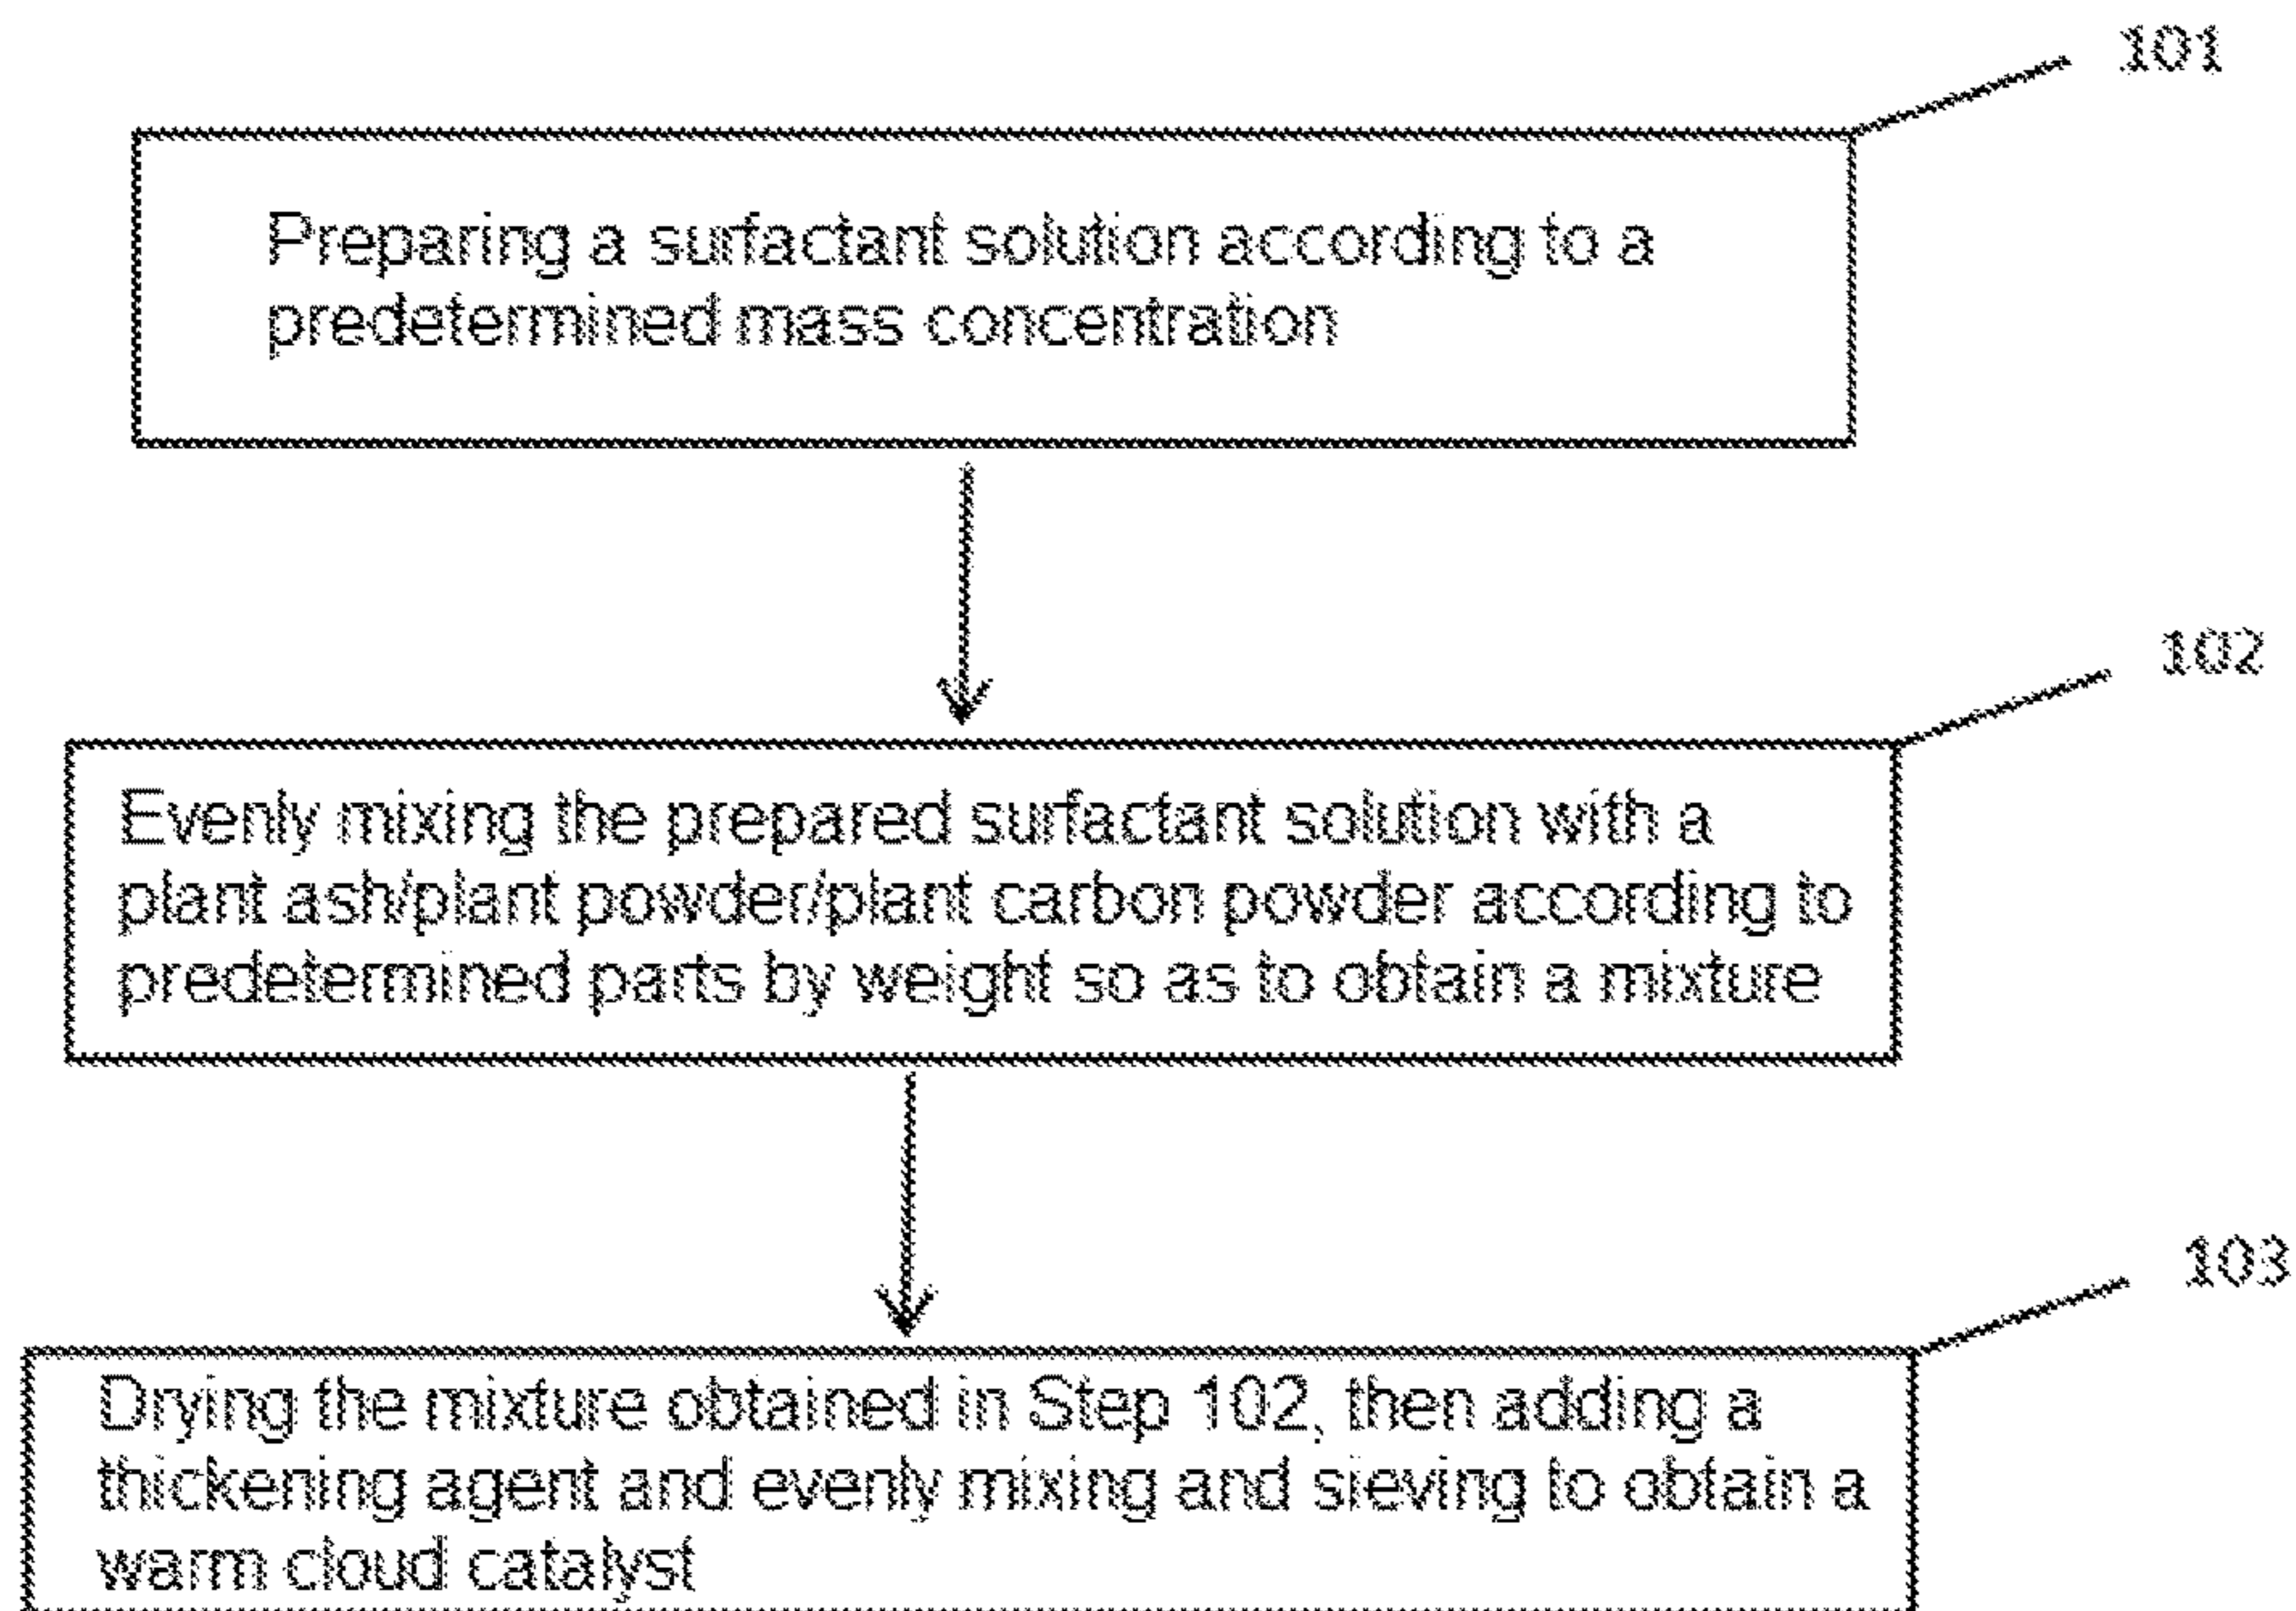 101
Preparing a surfactant solution according to a
predetermined mass concentration
102
Evenly mixing the prepared surfactant solution with a
plant ash/plant powder/plant carbon powder according to
predetermined parts by weight so as to obtain a mixture
103
Drying the mixture obtained in Step 102, then adding a
thickening agent and evenly mixing and sieving to obtain a
warm cloud catalyst